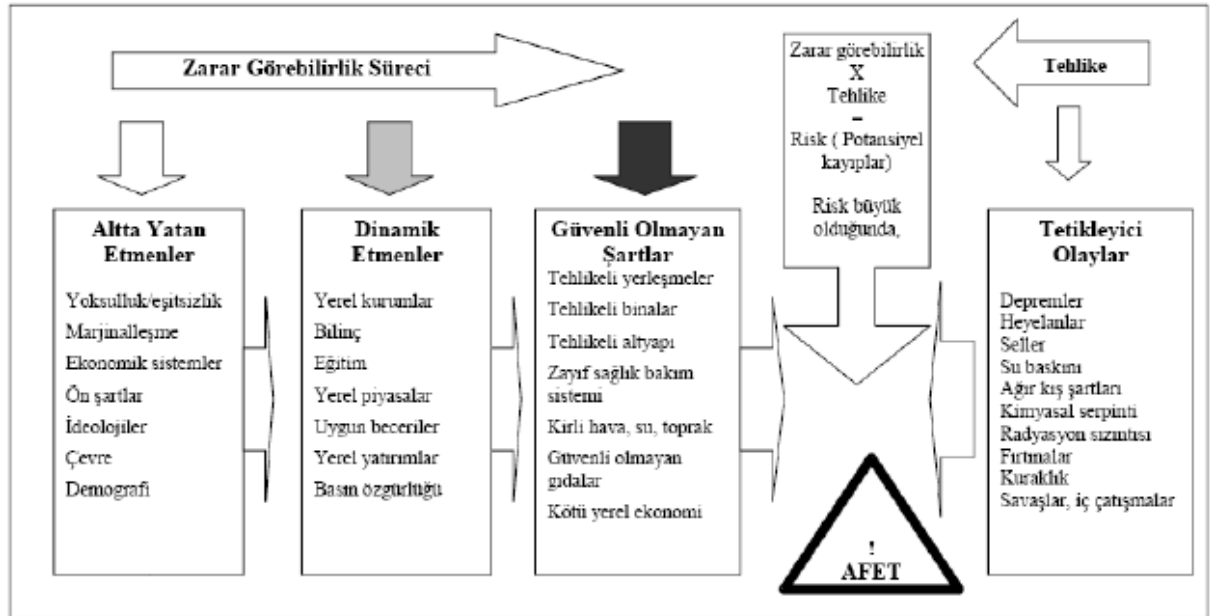 Zarar Görebilirlik Süreci
Zarar görebilirlik
X
Tehlike
=
Risk ( Potansiyel
kayıplar)
Risk büyük
olduğunda,
Tehlike
Altta Yatan
Etmenler
Yoksulluk/eşitsizlik
Marjinalleşme
Ekonomik sistemler
Ön şartlar
İdeolojiler
Çevre
Demografi
Dinamik
Etmenler
Yerel kurumlar
Bilinç
Eğitim
Yerel piyasalar
Uygun beceriler
Yerel yatırımlar
Basın özgürlüğü
Güvenli Olmayan
Şartlar
Tehlikeli yerleşmeler
Tehlikeli binalar
Tehlikeli altyapı
Zayıf sağlık bakım
sistemi
Kirli hava, su, toprak
Güvenli olmayan
gıdalar
Kötü yerel ekonomi
!
AFET
Tetikleyici
Olaylar
Depremler
Heyelanlar
Seller
Su baskını
Ağır kış şartları
Kimyasal serpinti
Radyasyon sızıntısı
Fırtınalar
Kuraklık
Savaşlar, iç çatışmalar